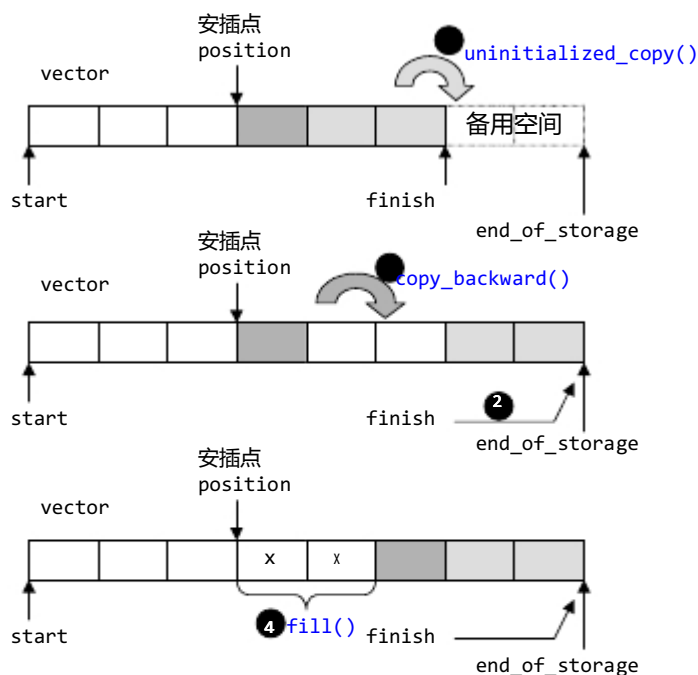 安插点
position
uninitialized_copy()
vector
备用空间
start
finish
end_of_storage
安插点
position
vector
copy_backward()
start
finish
2
end_of_storage
安插点
position
vector
x x
start
4 fill()
finish
end_of_storage